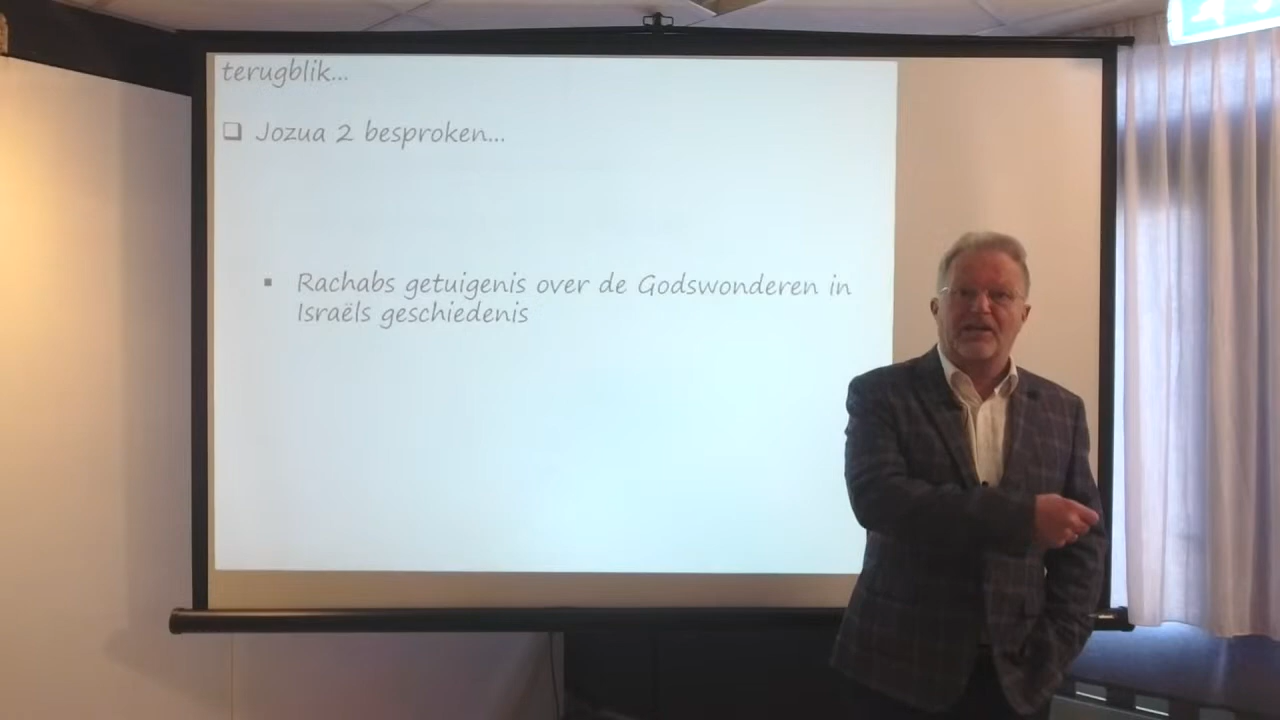 terugblik...
❑ Jozua 2 besproken...
▪ Rachabs getuigenis over de Godswonderen in
Israëls geschiedenis